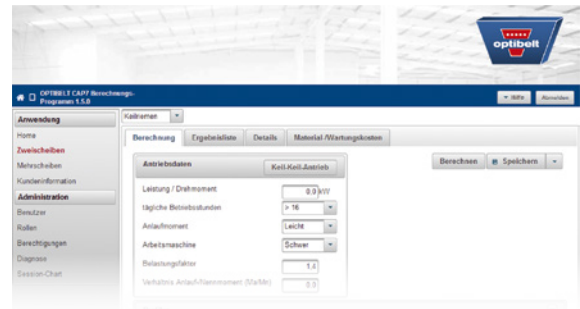 optibelt
OPTIBELT CAP7 Berechnungs-
Programm 1.5.0
Hilfe
Abmelden
Anwendung
Home
Zweischeiben
Mehrscheiben
Kundeninformation
Administration
Benutzer
Rollen
Berechtigungen
Diagnose
Session-Chart
Keilriemen
Berechnung Ergebnisliste Details Material-/Wartungskosten
Antriebsdaten Keil-Keil-Antrieb
Berechnen Speichern
Leistung / Drehmoment 0,0 kW
tägliche Betriebsstunden > 16
Anlaufmoment Leicht
Arbeitsmaschine Schwer
Belastungsfaktor 1,4
Verhältnis Anlauf-/Nennmoment (Ma/Mn) 0,0